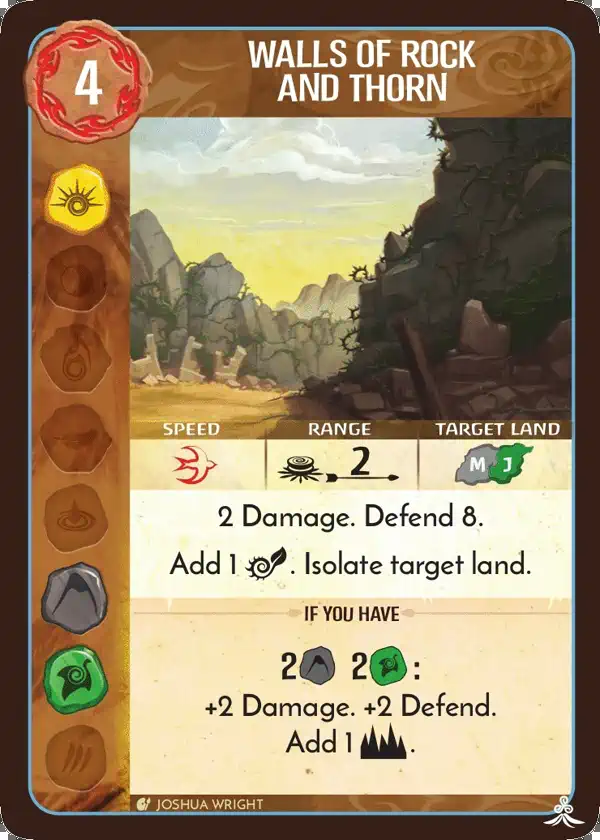 4
WALLS OF ROCK
AND THORN
SPEED RANGE TARGET LAND
2 M J
2 Damage. Defend 8.
Add 1 . Isolate target land.
IF YOU HAVE
2 2 :
+2 Damage. +2 Defend.
Add 1 .
JOSHUA WRIGHT